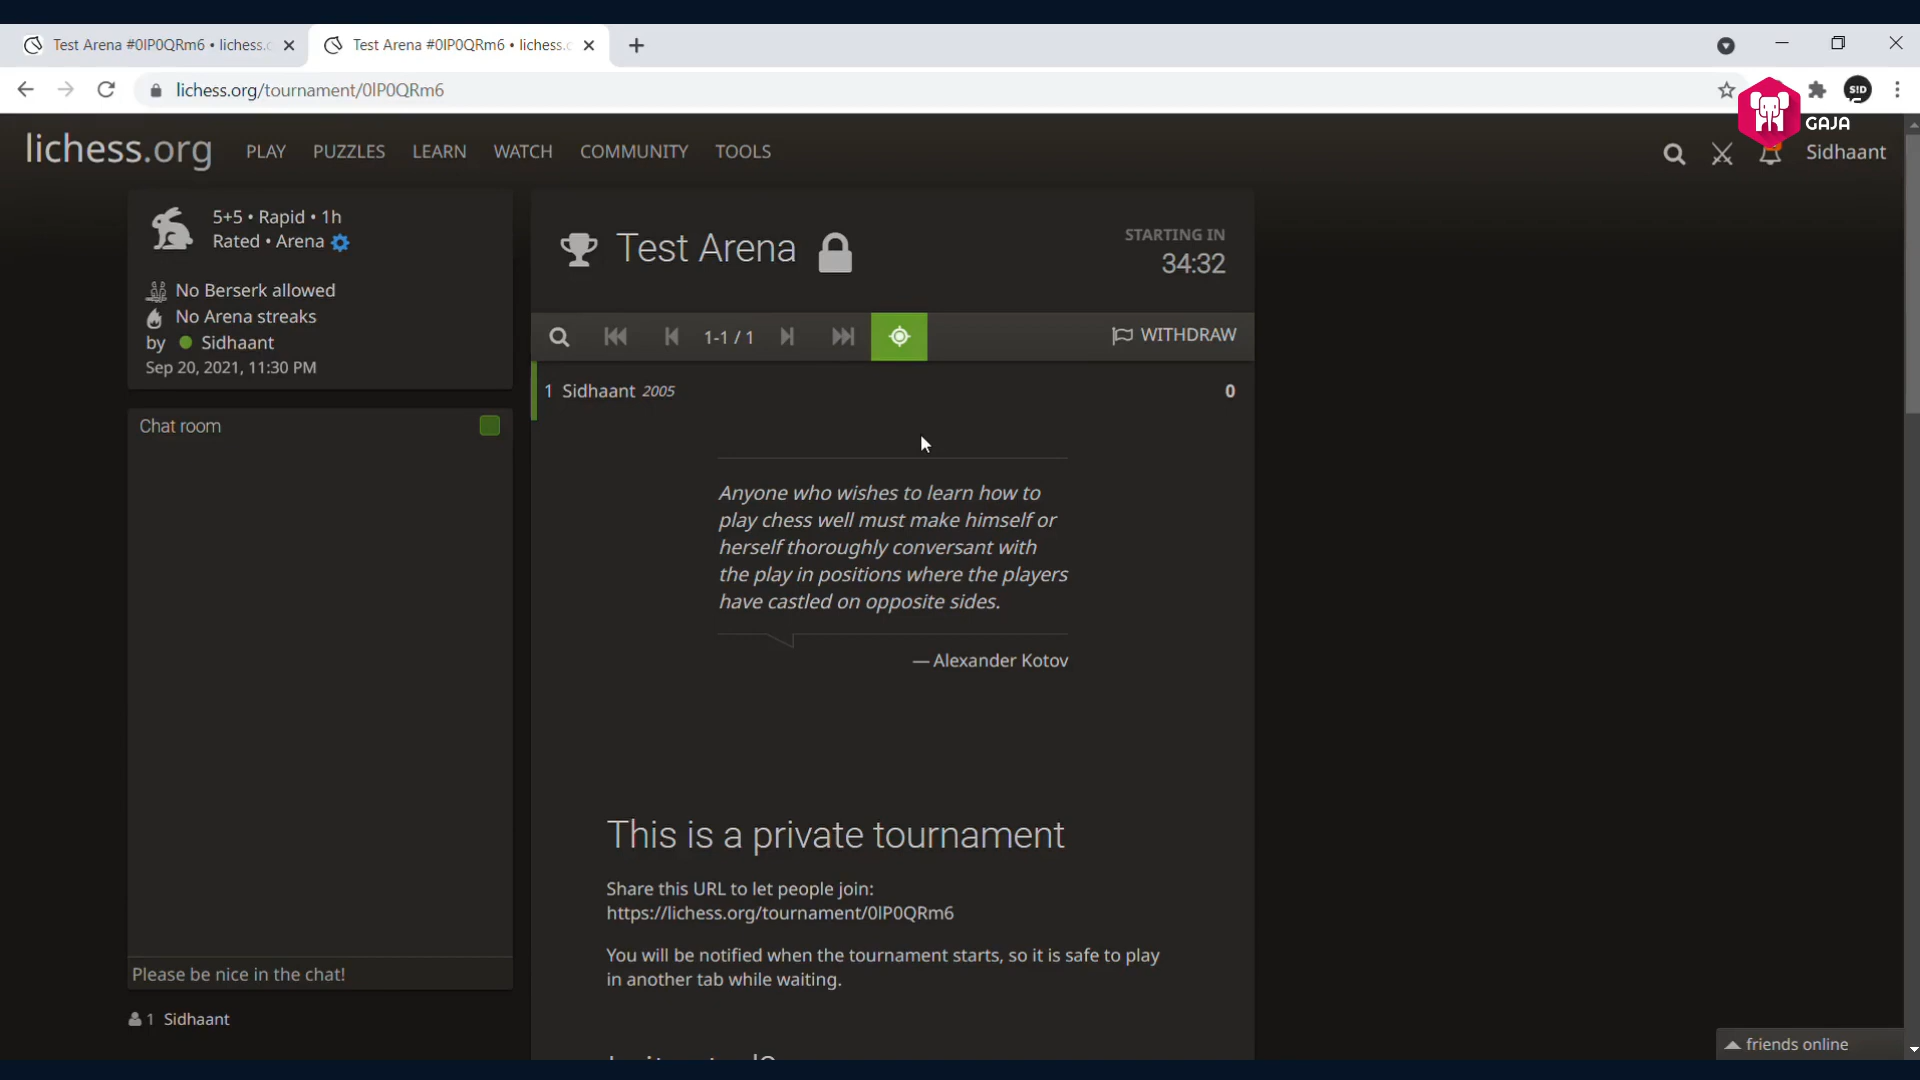 Test Arena #0lP0QRm6 • lichess.o
Test Arena #0lP0QRm6 • lichess.o
lichess.org/tournament/0lP0QRm6
SID
GAJA
lichess.org
PLAY
PUZZLES
LEARN
WATCH
COMMUNITY
TOOLS
Sidhaant
5+5 • Rapid • 1h
Rated • Arena
No Berserk allowed
No Arena streaks
by Sidhaant
Sep 20, 2021, 11:30 PM
Chat room
Please be nice in the chat!
1 Sidhaant
Test Arena
STARTING IN
34:32
1-1 / 1
WITHDRAW
1 Sidhaant 2005 0
Anyone who wishes to learn how to
play chess well must make himself or
herself thoroughly conversant with
the play in positions where the players
have castled on opposite sides.
— Alexander Kotov
This is a private tournament
Share this URL to let people join:
https://lichess.org/tournament/0lP0QRm6
You will be notified when the tournament starts, so it is safe to play
in another tab while waiting.
friends online